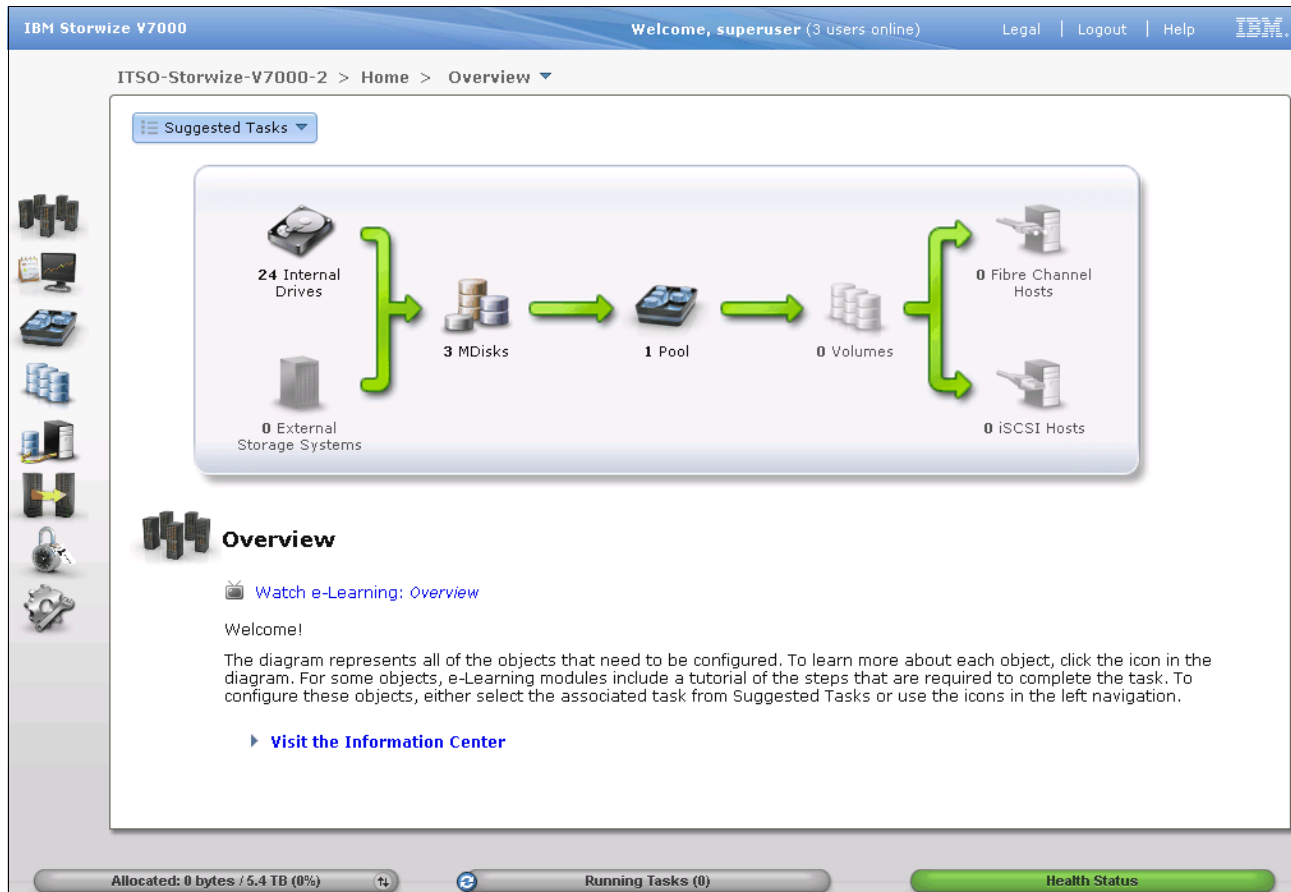 IBM Storwize V7000
Welcome, superuser (3 users online)
Legal | Logout | Help
IBM.
ITSO-Storwize-V7000-2 > Home > Overview
Suggested Tasks
24 Internal
Drives
0 External
Storage Systems
3 MDisks
1 Pool
0 Volumes
0 Fibre Channel
Hosts
0 iSCSI Hosts
Overview
Watch e-Learning: Overview
Welcome!
The diagram represents all of the objects that need to be configured. To learn more about each object, click the icon in the
diagram. For some objects, e-Learning modules include a tutorial of the steps that are required to complete the task. To
configure these objects, either select the associated task from Suggested Tasks or use the icons in the left navigation.
Visit the Information Center
Allocated: 0 bytes / 5.4 TB (0%)
Running Tasks (0)
Health Status